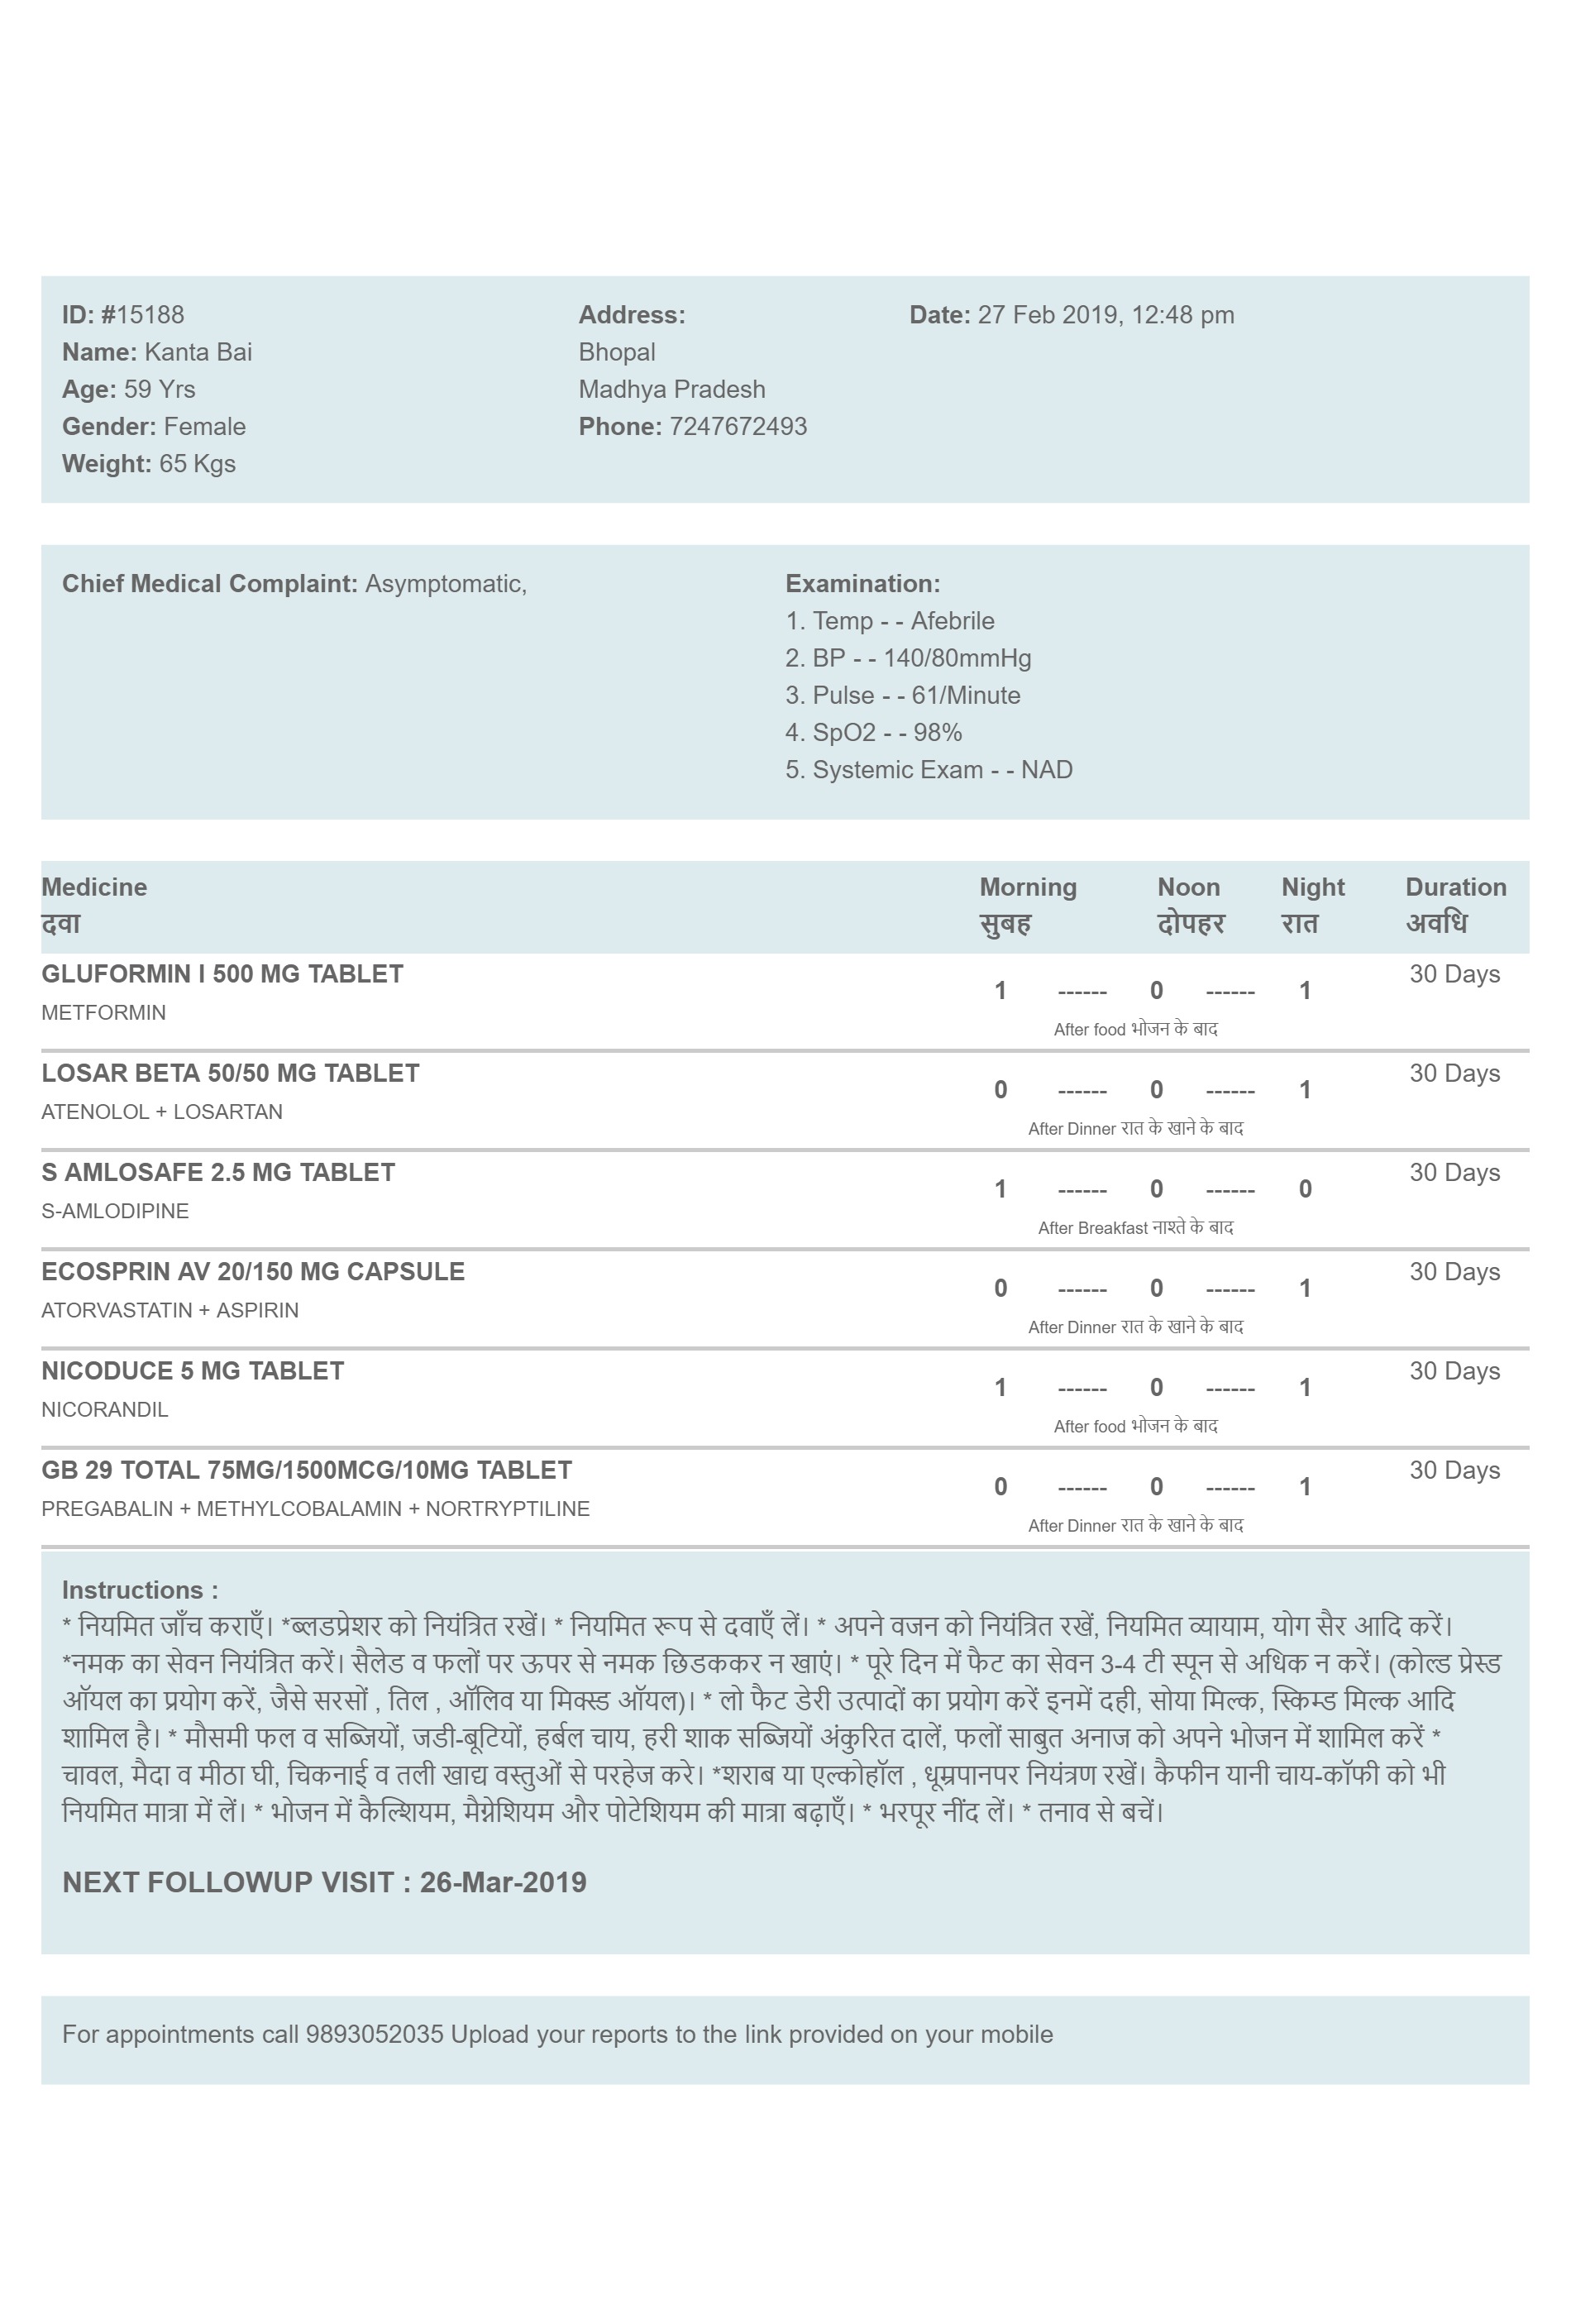 ID: #15188
Name: Kanta Bai
Age: 59 Yrs
Gender: Female
Weight: 65 Kgs
Address:
Bhopal
Madhya Pradesh
Phone: 7247672493
Date: 27 Feb 2019, 12:48 pm
Chief Medical Complaint: Asymptomatic,
Examination:
1. Temp - - Afebrile
2. BP - - 140/80mmHg
3. Pulse - - 61/Minute
4. SpO2 - - 98%
5. Systemic Exam - - NAD
Medicine Morning Noon Night Duration
दवा सुबह दोपहर रात अवधि
GLUFORMIN I 500 MG TABLET 30 Days
1 ------ 0 ------ 1
METFORMIN
After food भोजन के बाद
LOSAR BETA 50/50 MG TABLET 30 Days
0 ------ 0 ------ 1
ATENOLOL + LOSARTAN
After Dinner रात के खाने के बाद
S AMLOSAFE 2.5 MG TABLET 30 Days
1 ------ 0 ------ 0
S-AMLODIPINE
After Breakfast नाश्ते के बाद
ECOSPRIN AV 20/150 MG CAPSULE 30 Days
0 ------ 0 ------ 1
ATORVASTATIN + ASPIRIN
After Dinner रात के खाने के बाद
NICODUCE 5 MG TABLET 30 Days
1 ------ 0 ------ 1
NICORANDIL
After food भोजन के बाद
GB 29 TOTAL 75MG/1500MCG/10MG TABLET 30 Days
0 ------ 0 ------ 1
PREGABALIN + METHYLCOBALAMIN + NORTRYPTILINE
After Dinner रात के खाने के बाद
Instructions :
* नियमित जाँच कराएँ। *ब्लडप्रेशर को नियंत्रित रखें। * नियमित रूप से दवाएँ लें। * अपने वजन को नियंत्रित रखें, नियमित व्यायाम, योग सैर आदि करें।
*नमक का सेवन नियंत्रित करें। सैलेड व फलों पर ऊपर से नमक छिडककर न खाएं। * पूरे दिन में फैट का सेवन 3-4 टी स्पून से अधिक न करें। (कोल्ड प्रेस्ड
ऑयल का प्रयोग करें, जैसे सरसों , तिल , ऑलिव या मिक्स्ड ऑयल)। * लो फैट डेरी उत्पादों का प्रयोग करें इनमें दही, सोया मिल्क, स्किम्ड मिल्क आदि
शामिल है। * मौसमी फल व सब्जियों, जडी-बूटियों, हर्बल चाय, हरी शाक सब्जियों अंकुरित दालें, फलों साबुत अनाज को अपने भोजन में शामिल करें *
चावल, मैदा व मीठा घी, चिकनाई व तली खाद्य वस्तुओं से परहेज करे। *शराब या एल्कोहॉल , धूम्रपानपर नियंत्रण रखें। कैफीन यानी चाय-कॉफी को भी
नियमित मात्रा में लें। * भोजन में कैल्शियम, मैग्नेशियम और पोटेशियम की मात्रा बढ़ाएँ। * भरपूर नींद लें। * तनाव से बचें।
NEXT FOLLOWUP VISIT : 26-Mar-2019
For appointments call 9893052035 Upload your reports to the link provided on your mobile